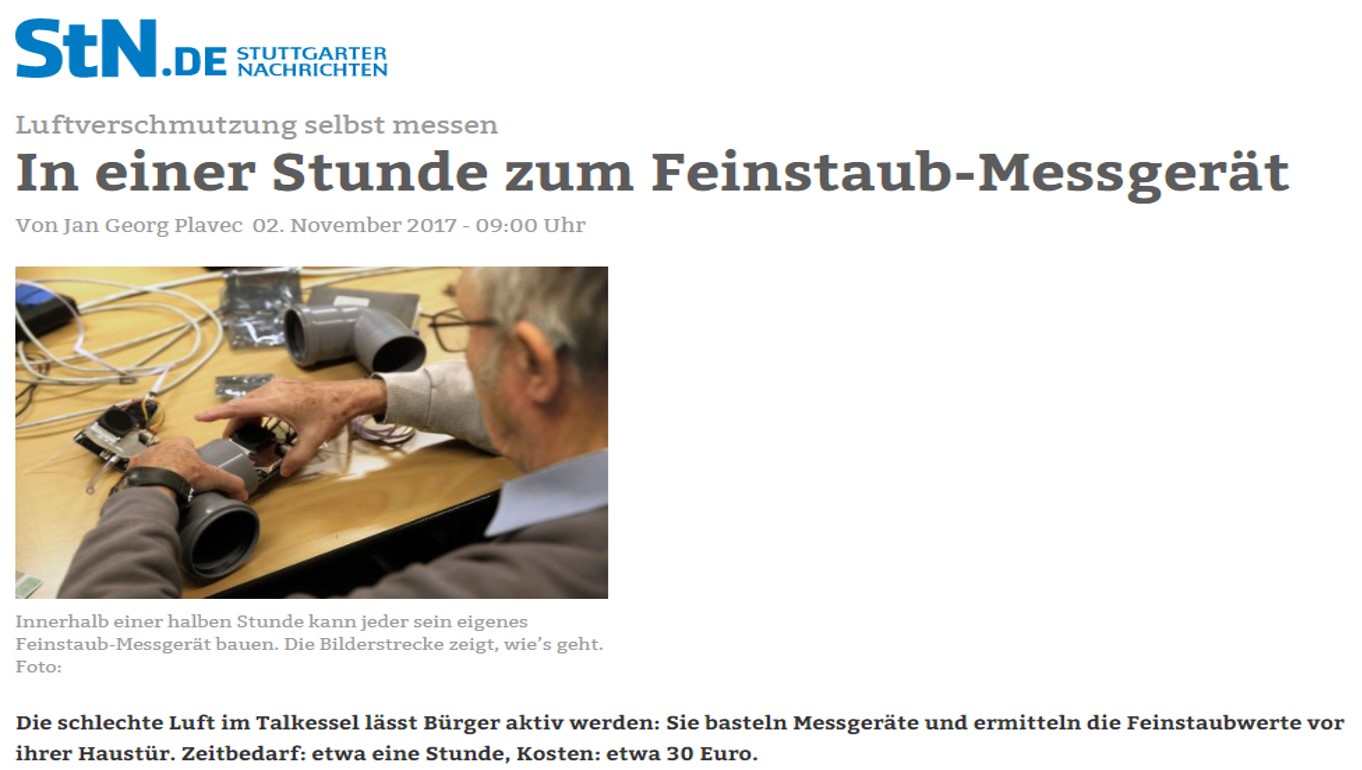 StN.DE STUTTGARTER
NACHRICHTEN
Luftverschmutzung selbst messen
In einer Stunde zum Feinstaub-Messgerät
Von Jan Georg Plavec 02. November 2017 - 09:00 Uhr
Innerhalb einer halben Stunde kann jeder sein eigenes
Feinstaub-Messgerät bauen. Die Bilderstrecke zeigt, wie’s geht.
Foto:
Die schlechte Luft im Talkessel lässt Bürger aktiv werden: Sie basteln Messgeräte und ermitteln die Feinstaubwerte vor
ihrer Haustür. Zeitbedarf: etwa eine Stunde, Kosten: etwa 30 Euro.